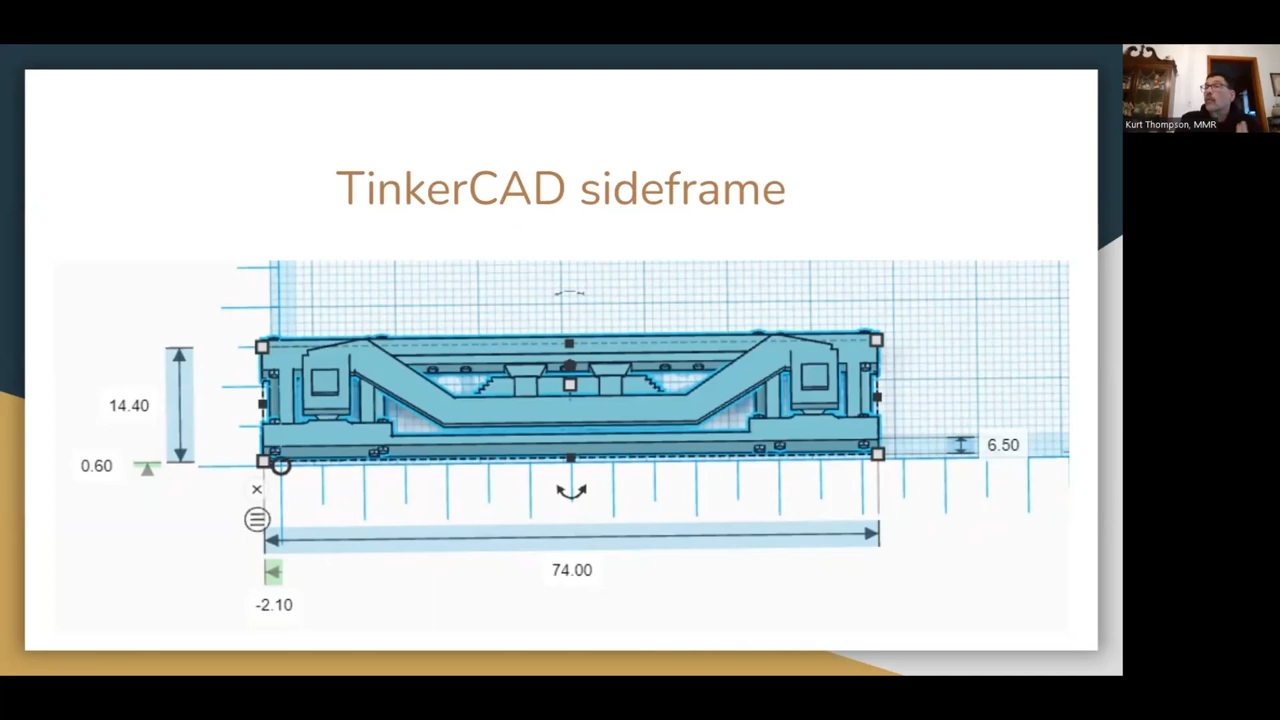 Kurt Thompson, MMR
TinkerCAD sideframe
14.40
0.60
6.50
74.00
-2.10